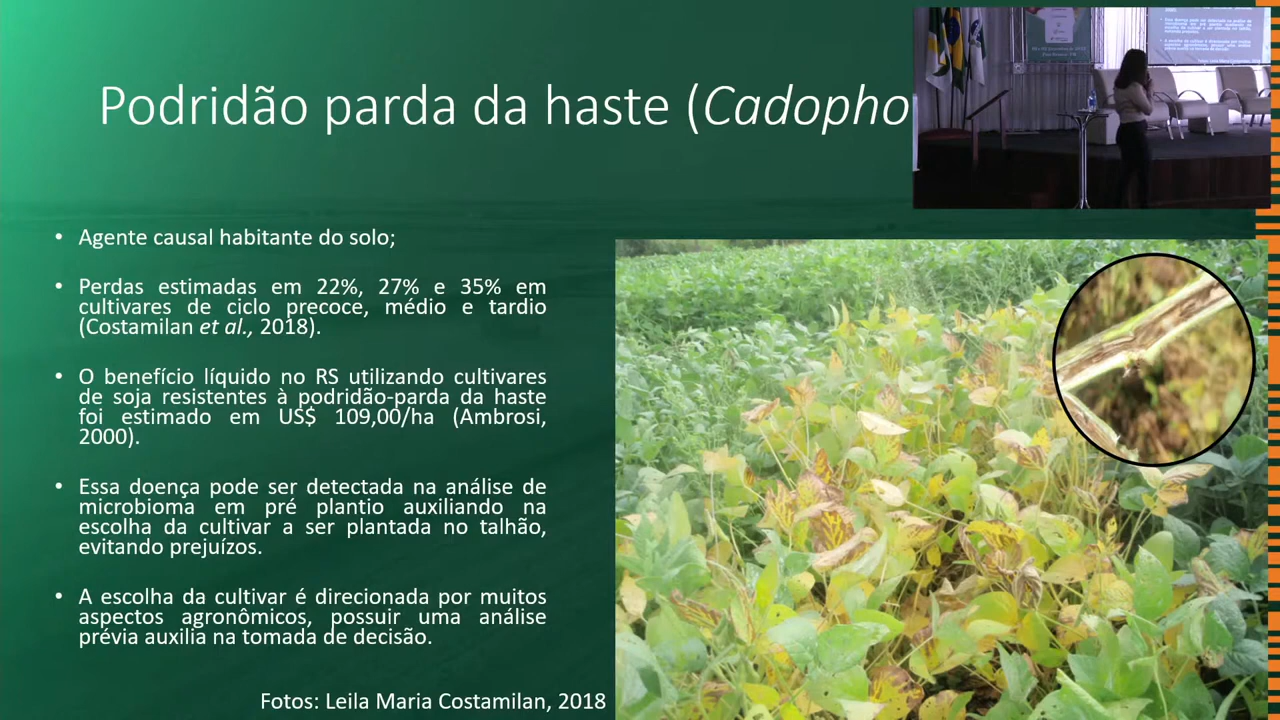 Podridão parda da haste (Cadopho
• Agente causal habitante do solo;
• Perdas estimadas em 22%, 27% e 35% em
cultivares de ciclo precoce, médio e tardio
(Costamilan et al., 2018).
• O benefício líquido no RS utilizando cultivares
de soja resistentes à podridão-parda da haste
foi estimado em US$ 109,00/ha (Ambrosi,
2000).
• Essa doença pode ser detectada na análise de
microbioma em pré plantio auxiliando na
escolha da cultivar a ser plantada no talhão,
evitando prejuízos.
• A escolha da cultivar é direcionada por muitos
aspectos agronômicos, possuir uma análise
prévia auxilia na tomada de decisão.
Fotos: Leila Maria Costamilan, 2018